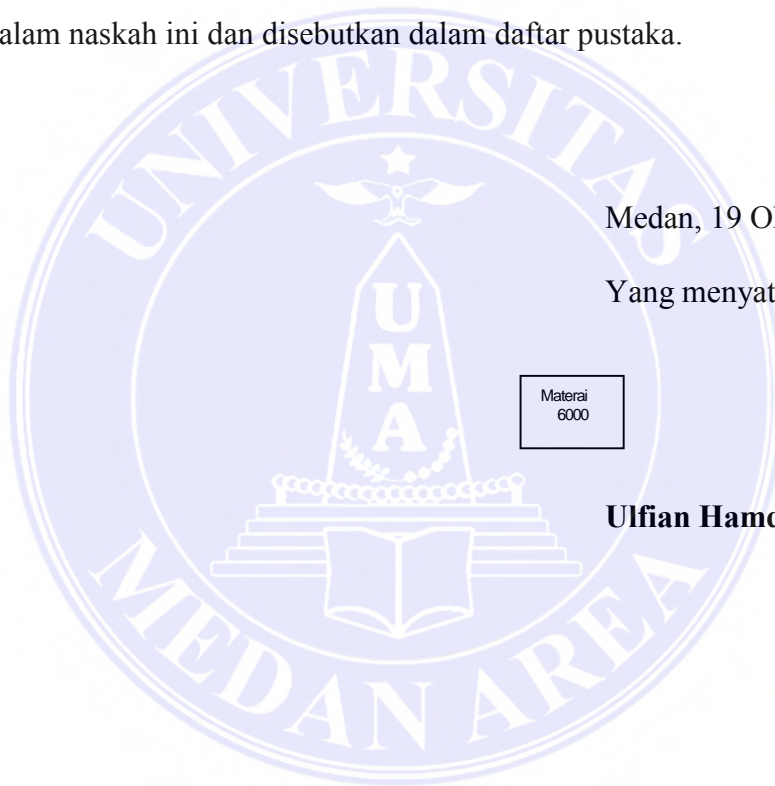 alam naskah ini dan disebutkan dalam daftar pustaka.
UNIVERSITAS
Medan, 19 O
Yang menyat
UMA
Materai
6000
Ulfian Ham
MEDAN AREA